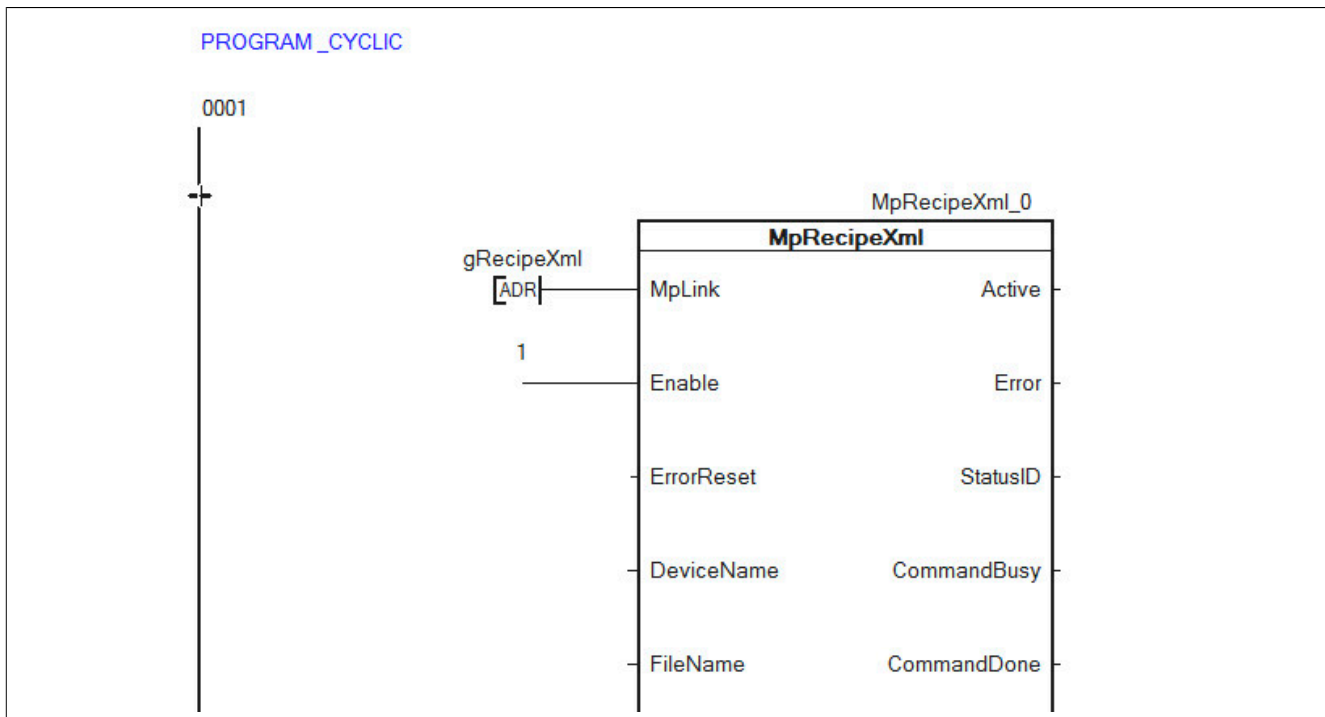 PROGRAM _CYCLIC
0001
MpRecipeXml_0
MpRecipeXml
gRecipeXml
ADR
MpLink
Active
1
Enable
Error
ErrorReset
StatusID
DeviceName
CommandBusy
FileName
CommandDone